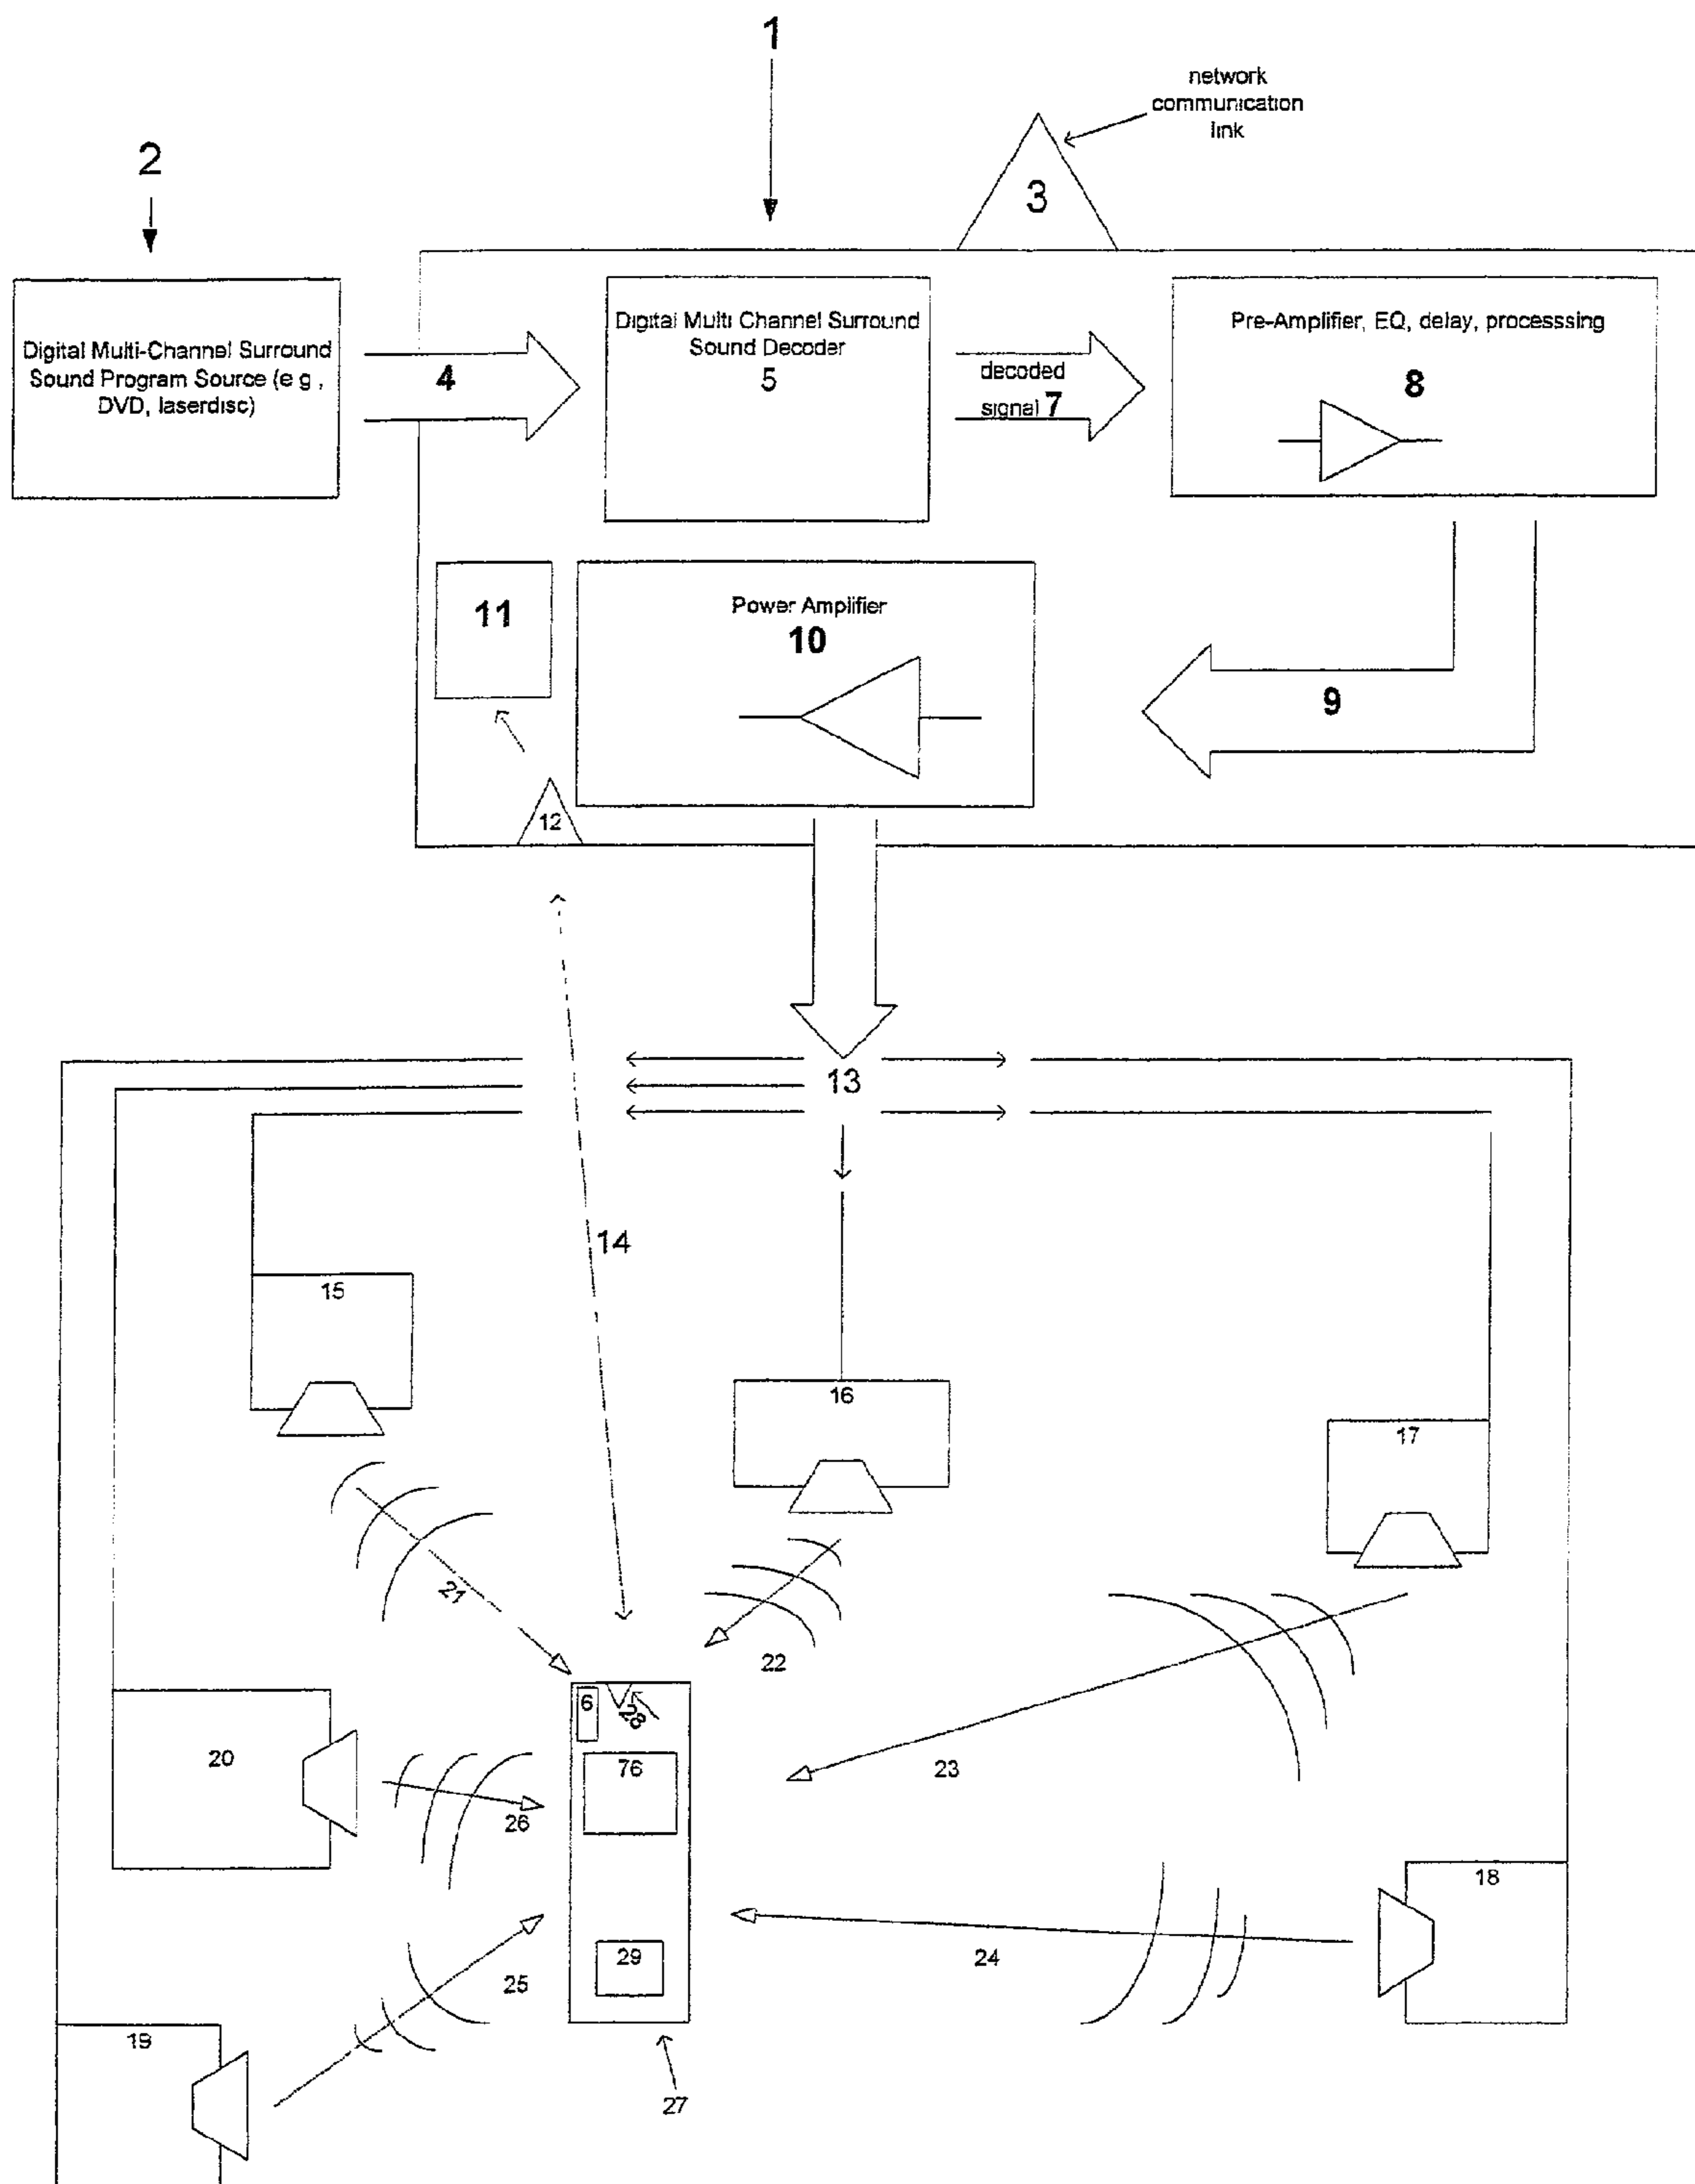 1
network
communication
link
2
3
Digital Multi-Channel Surround
Sound Program Source (e g ,
DVD, laserdisc)
4
Digital Multi Channel Surround
Sound Decoder
5
decoded
signal 7
Pre-Amplifier, EQ, delay, processsing
8
11
Power Amplifier
10
9
12
13
14
15
16
17
21
22
6
28
20
76
23
26
18
29
24
25
19
27